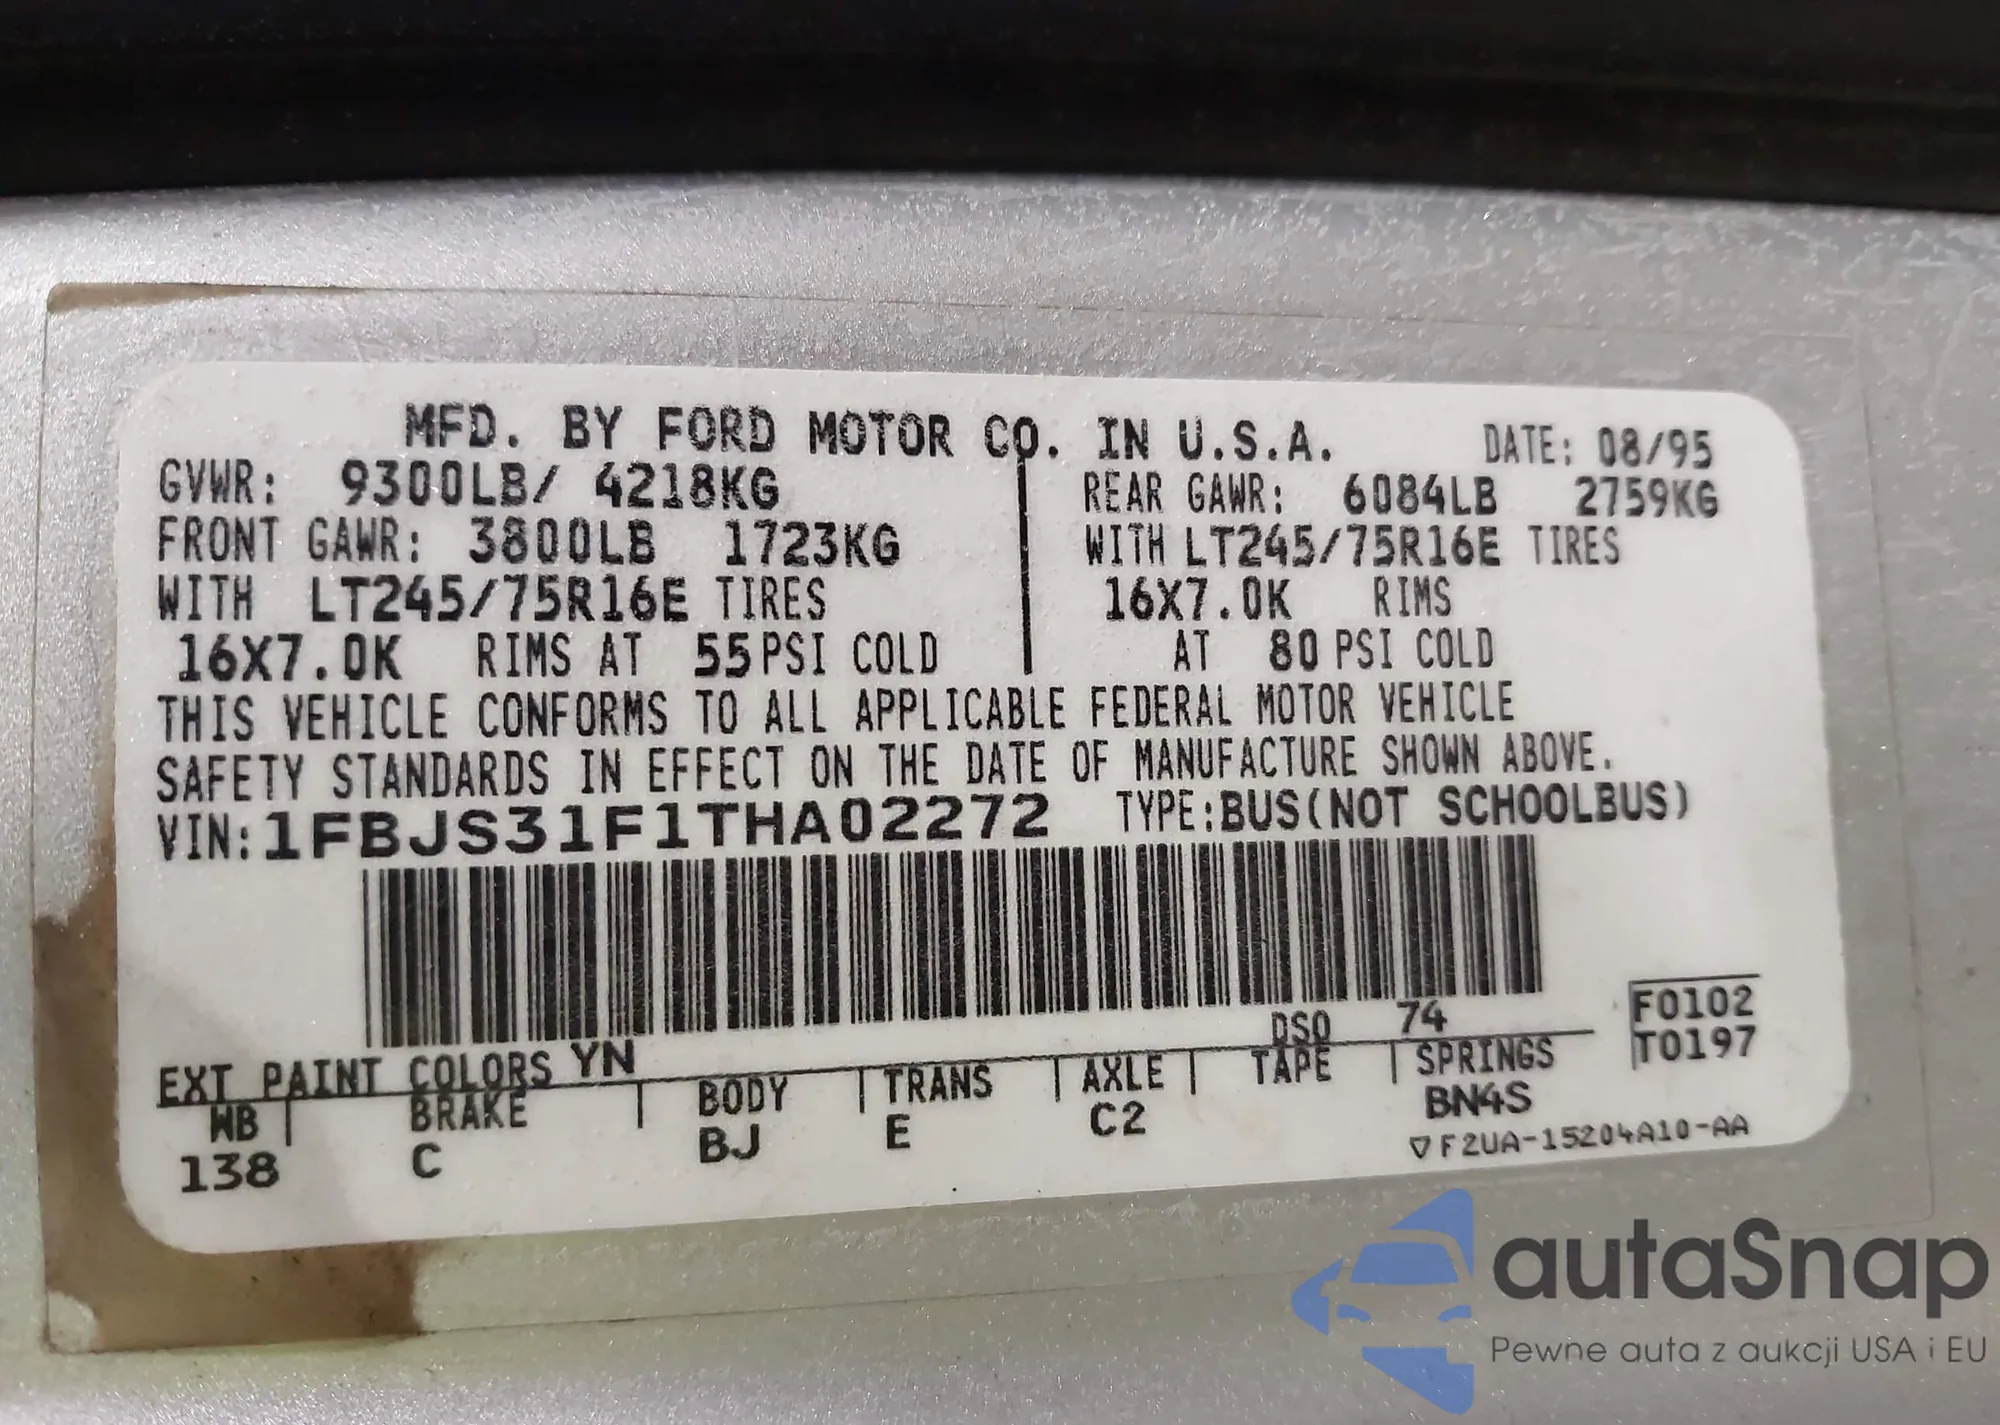 MFD. BY FORD MOTOR CO. IN U.S.A. DATE: 08/95
GVWR: 9300LB/ 4218KG REAR GAWR: 6084LB 2759KG
FRONT GAWR: 3800LB 1723KG WITH LT245/75R16E TIRES
WITH LT245/75R16E TIRES 16X7.0K RIMS
16X7.0K RIMS AT 55 PSI COLD AT 80 PSI COLD
THIS VEHICLE CONFORMS TO ALL APPLICABLE FEDERAL MOTOR VEHICLE
SAFETY STANDARDS IN EFFECT ON THE DATE OF MANUFACTURE SHOWN ABOVE.
VIN: 1FBJS31F1THA02272 TYPE: BUS(NOT SCHOOLBUS)
EXT PAINT COLORS YN DSO 74 F0102
WB BRAKE BODY TRANS AXLE TAPE SPRINGS T0197
138 C BJ E C2 BN4S
▽F2UA-15204A10-AA
autaSnap
Pewne auta z aukcji USA i EU